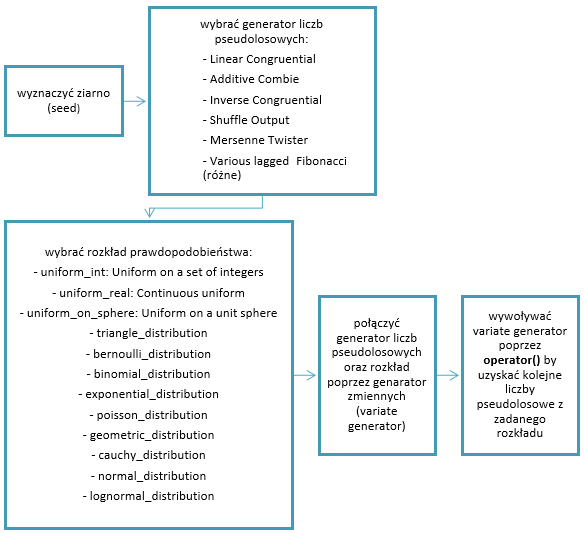 wyznaczyć ziarno
(seed)
wybrać generator liczb
pseudolosowych:
- Linear Congruential
- Additive Combie
- Inverse Congruential
- Shuffle Output
- Mersenne Twister
- Various lagged Fibonacci
(różne)
wybrać rozkład prawdopodobieństwa:
- uniform_int: Uniform on a set of integers
- uniform_real: Continuous uniform
- uniform_on_sphere: Uniform on a unit sphere
- triangle_distribution
- bernoulli_distribution
- binomial_distribution
- exponential_distribution
- poisson_distribution
- geometric_distribution
- cauchy_distribution
- normal_distribution
- lognormal_distribution
połączyć
generator liczb
pseudolosowych
oraz rozkład
poprzez genarator
zmiennych
(variate
generator)
wywoływać
variate generator
poprzez
operator() by
uzyskać kolejne
liczby
pseudolosowe z
zadanego
rozkładu